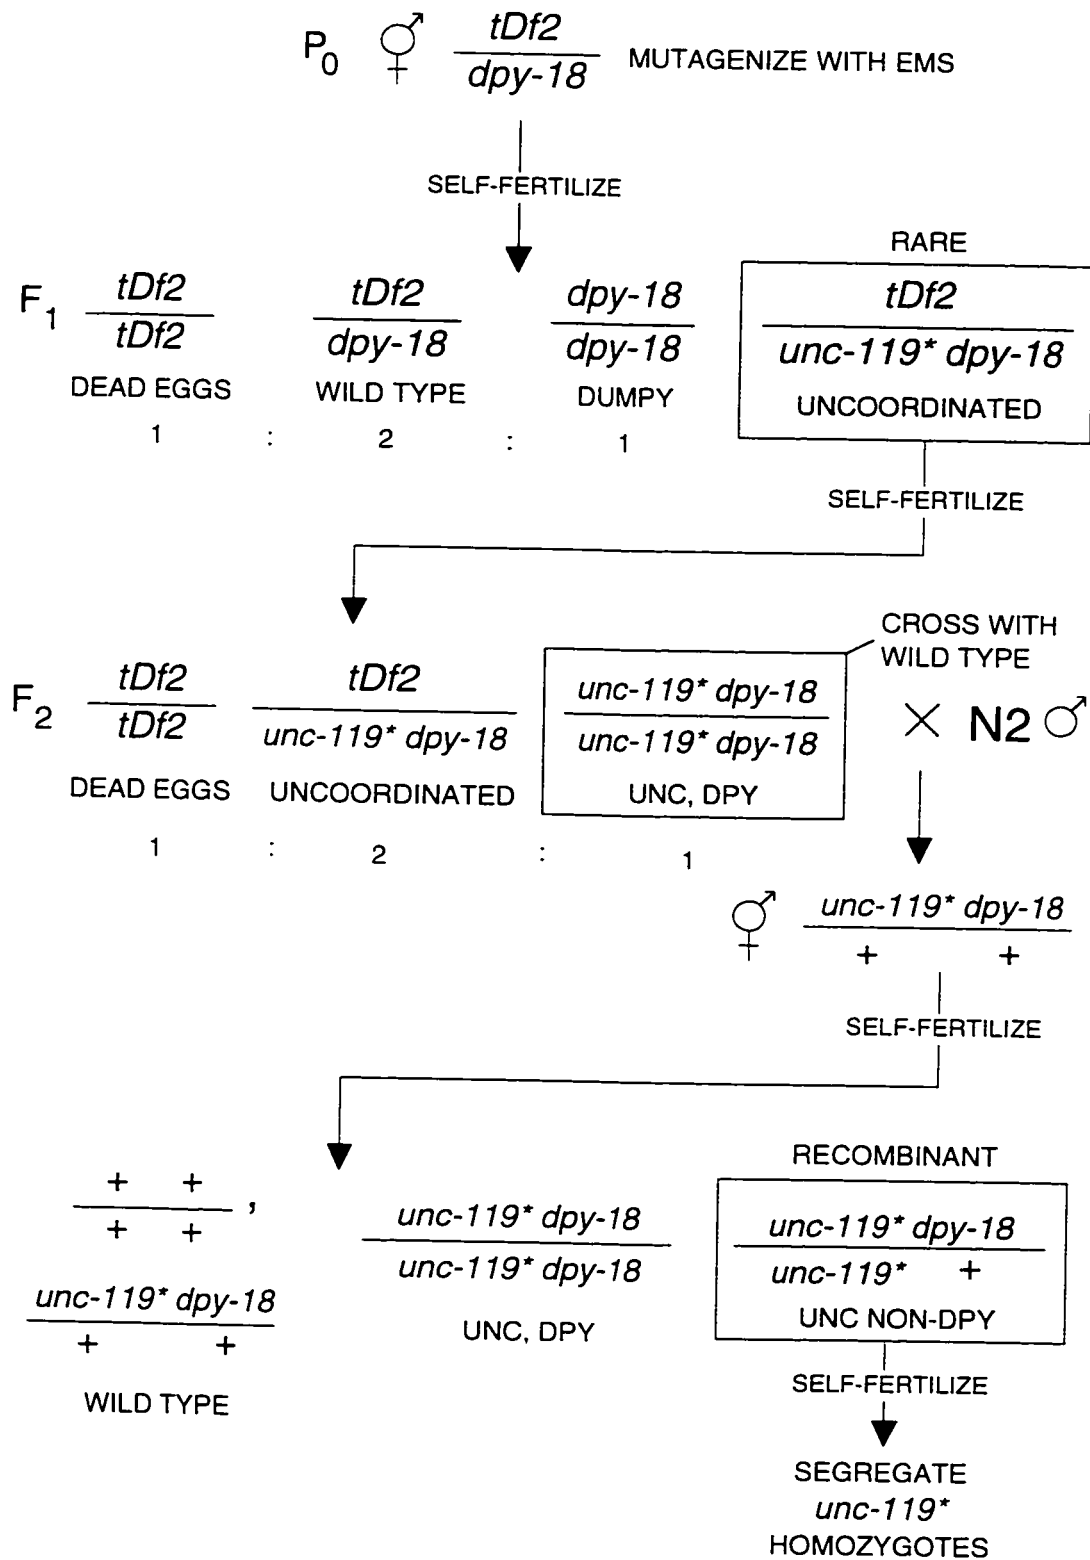 P0 ⚥ tDf2 MUTAGENIZE WITH EMS
dpy-18
SELF-FERTILIZE
RARE
F1 tDf2 tDf2 dpy-18 tDf2
tDf2 dpy-18 dpy-18 unc-119* dpy-18
DEAD EGGS WILD TYPE DUMPY UNCOORDINATED
1 : 2 : 1
SELF-FERTILIZE
CROSS WITH
WILD TYPE
F2 tDf2 tDf2 unc-119* dpy-18 × N2 ♂
tDf2 unc-119* dpy-18 unc-119* dpy-18
DEAD EGGS UNCOORDINATED UNC, DPY
1 : 2 : 1
unc-119* dpy-18
+ +
SELF-FERTILIZE
RECOMBINANT
+ + , unc-119* dpy-18 unc-119* dpy-18
+ + unc-119* dpy-18 unc-119* +
unc-119* dpy-18 UNC, DPY UNC NON-DPY
+ +
WILD TYPE
SELF-FERTILIZE
SEGREGATE
unc-119*
HOMOZYGOTES